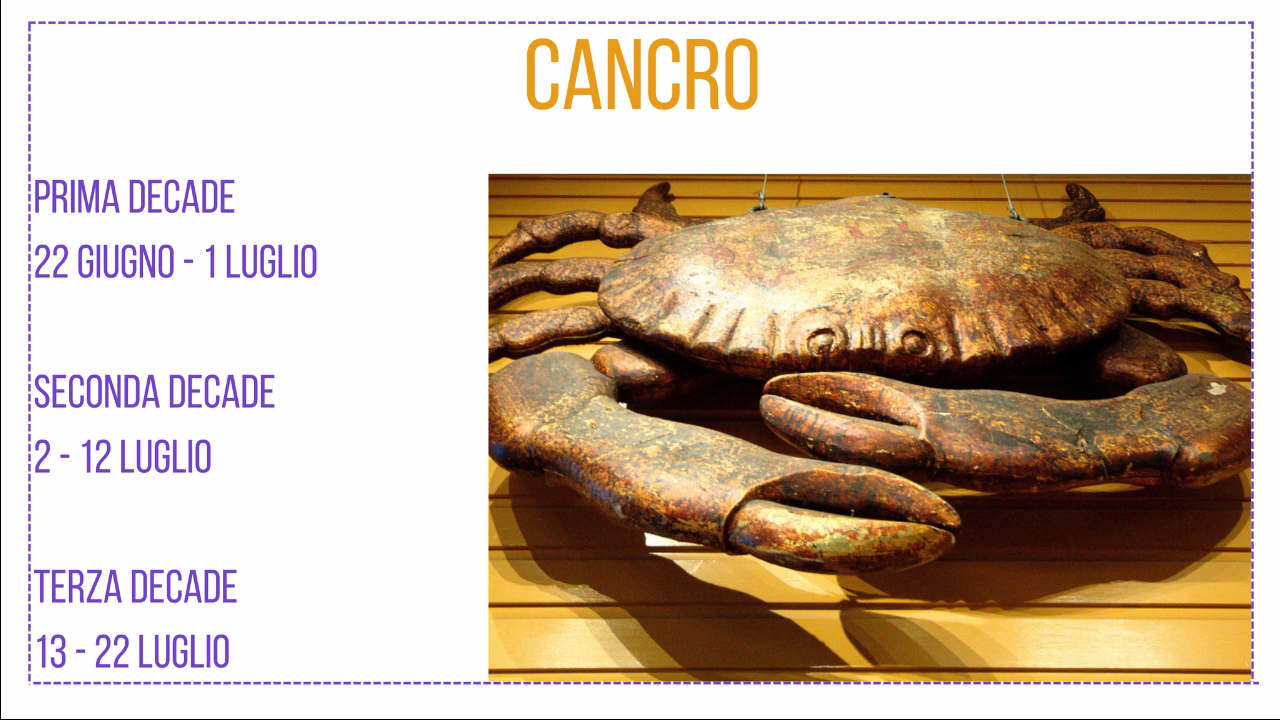 CANCRO
PRIMA DECADE
22 GIUGNO - 1 LUGLIO
SECONDA DECADE
2 - 12 LUGLIO
TERZA DECADE
13 - 22 LUGLIO